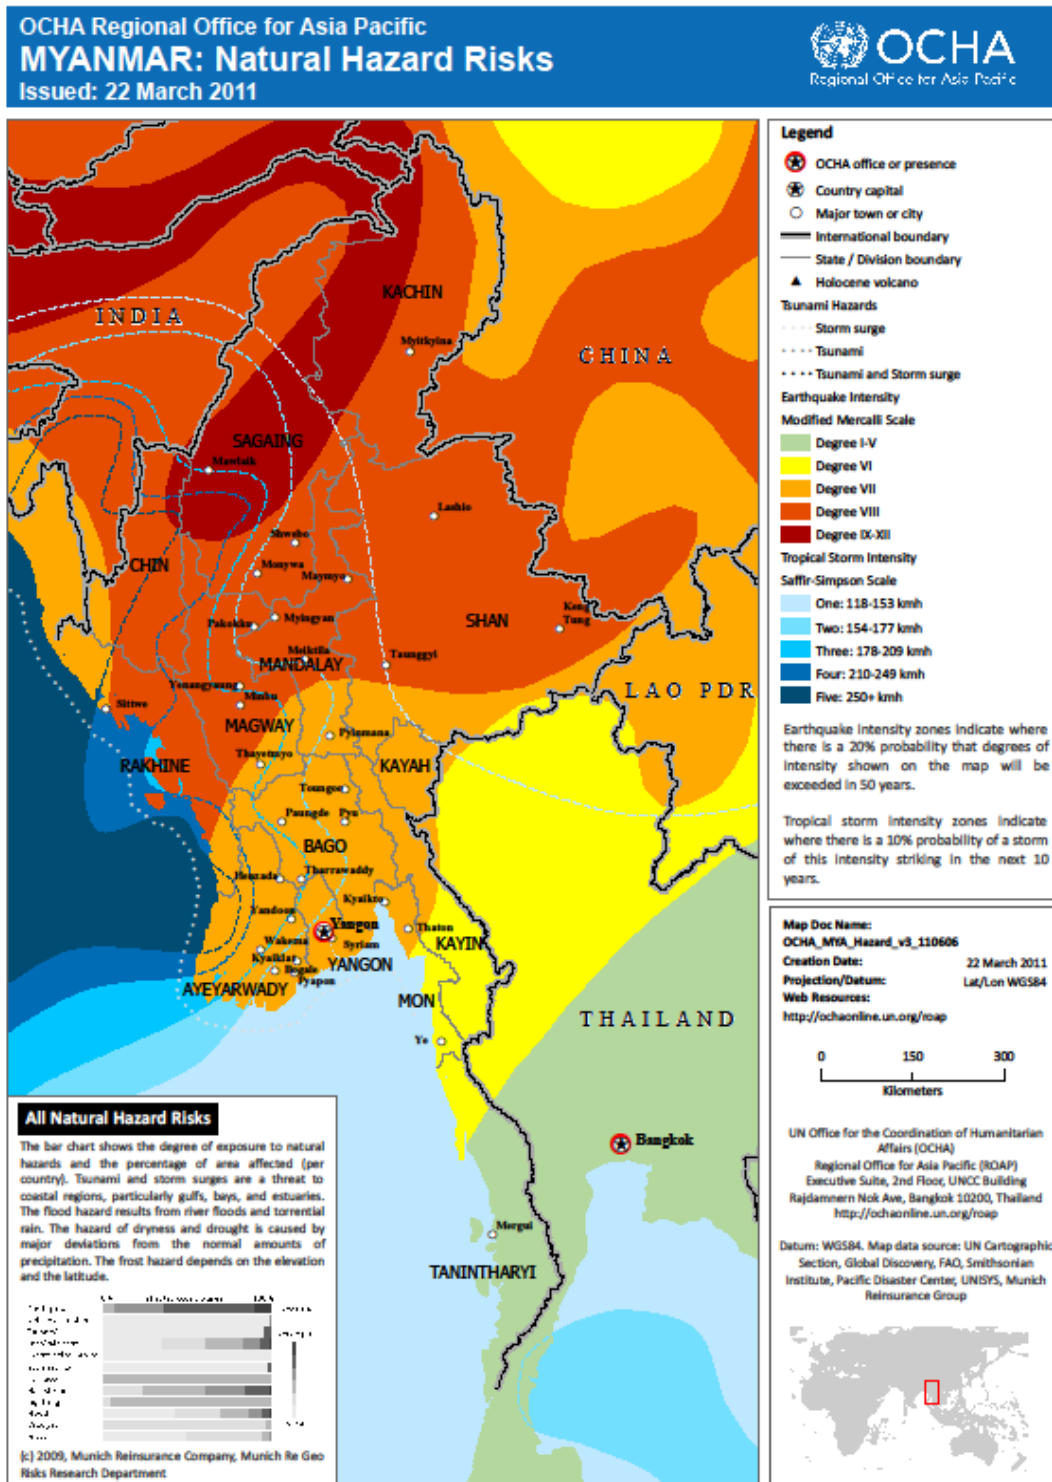 OCHA Regional Office for Asia Pacific
MYANMAR: Natural Hazard Risks
Issued: 22 March 2011
OCHA
Regional Office for Asia Pacific
KACHIN
INDIA
Myitkyina
CHINA
SAGAING
Mawlaik
Lashio
Shwebo
CHIN
Monywa
Maymyo
Keng
Tung
Pakokku
Myingyan
SHAN
Meiktila
MANDALAY
Taunggyi
Yenangyaung
LAO PDR
Minbu
Sittwe
MAGWAY
Pyinmana
RAKHINE
Thayetmyo
KAYAH
Toungoo
Paungde
Pyu
BAGO
Henzada
Tharrawaddy
Kyaikto
Yandoon
Yangon
Thaton
Wakema
Syriam
KAYIN
Kyaiklat
YANGON
Bogale
Pyapon
AYEYARWADY
MON
THAILAND
Ye
Bangkok
Mergui
TANINTHARYI
All Natural Hazard Risks
The bar chart shows the degree of exposure to natural
hazards and the percentage of area affected (per
country). Tsunami and storm surges are a threat to
coastal regions, particularly gulfs, bays, and estuaries.
The flood hazard results from river floods and torrential
rain. The hazard of dryness and drought is caused by
major deviations from the normal amounts of
precipitation. The frost hazard depends on the elevation
and the latitude.
100%
(c) 2009, Munich Reinsurance Company, Munich Re Geo
Risks Research Department
Legend
OCHA office or presence
Country capital
Major town or city
International boundary
State / Division boundary
Holocene volcano
Tsunami Hazards
Storm surge
Tsunami
Tsunami and Storm surge
Earthquake Intensity
Modified Mercalli Scale
Degree I-V
Degree VI
Degree VII
Degree VIII
Degree IX-XII
Tropical Storm Intensity
Saffir-Simpson Scale
One: 118-153 kmh
Two: 154-177 kmh
Three: 178-209 kmh
Four: 210-249 kmh
Five: 250+ kmh
Earthquake intensity zones indicate where
there is a 20% probability that degrees of
intensity shown on the map will be
exceeded in 50 years.
Tropical storm intensity zones indicate
where there is a 10% probability of a storm
of this intensity striking in the next 10
years.
Map Doc Name:
OCHA_MYA_Hazard_v3_110606
Creation Date: 22 March 2011
Projection/Datum: Lat/Lon WGS84
Web Resources:
http://ochaonline.un.org/roap
0 150 300
Kilometers
UN Office for the Coordination of Humanitarian
Affairs (OCHA)
Regional Office for Asia Pacific (ROAP)
Executive Suite, 2nd Floor, UNCC Building
Rajdamnern Nok Ave, Bangkok 10200, Thailand
http://ochaonline.un.org/roap
Datum: WGS84. Map data source: UN Cartographic
Section, Global Discovery, FAO, Smithsonian
Institute, Pacific Disaster Center, UNISYS, Munich
Reinsurance Group